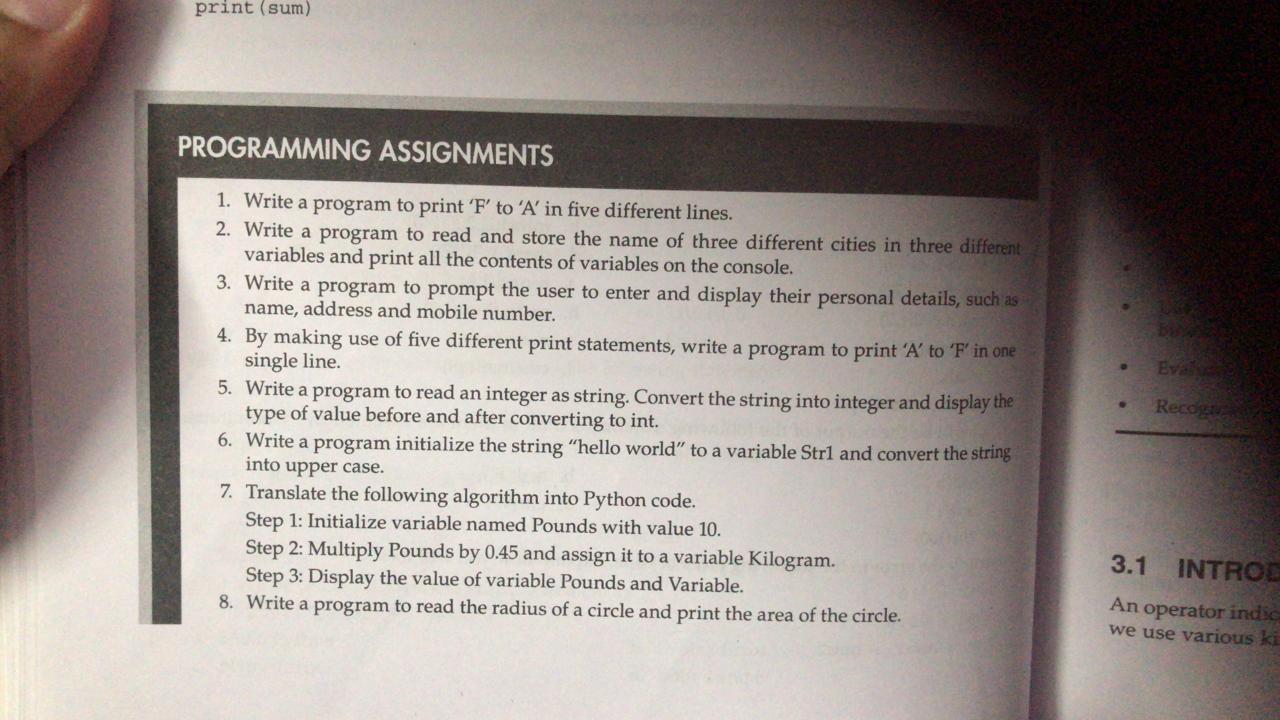 print(sum)
PROGRAMMING ASSIGNMENTS
1. Write a program to print ‘F’ to ‘A’ in five different lines.
2. Write a program to read and store the name of three different cities in three different
variables and print all the contents of variables on the console.
3. Write a program to prompt the user to enter and display their personal details, such as
name, address and mobile number.
4. By making use of five different print statements, write a program to print ‘A’ to ‘F’ in one
single line.
5. Write a program to read an integer as string. Convert the string into integer and display the
type of value before and after converting to int.
6. Write a program initialize the string “hello world” to a variable Str1 and convert the string
into upper case.
7. Translate the following algorithm into Python code.
Step 1: Initialize variable named Pounds with value 10.
Step 2: Multiply Pounds by 0.45 and assign it to a variable Kilogram.
Step 3: Display the value of variable Pounds and Variable.
8. Write a program to read the radius of a circle and print the area of the circle.
3.1 INTROD
An operator indic
we use various ki